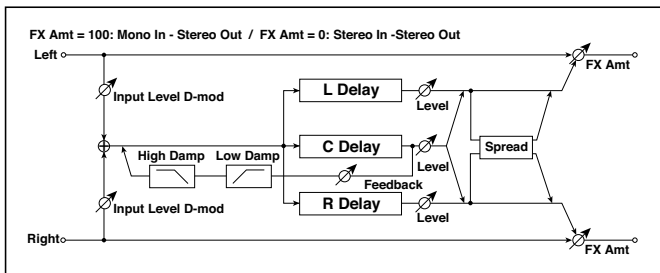 FX Amt = 100: Mono In - Stereo Out / FX Amt = 0: Stereo In -Stereo Out
Left
FX Amt
Input Level D-mod
L Delay
Level
High Damp
Low Damp
C Delay
Level
Spread
Feedback
Input Level D-mod
R Delay
Level
Right
FX Amt